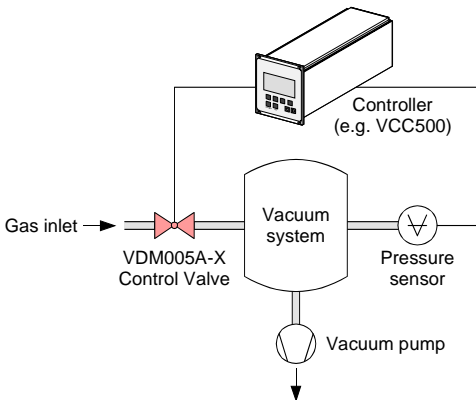 Controller
(e.g. VCC500)
Gas inlet
Vacuum
system
VDM005A-X
Control Valve
Pressure
sensor
Vacuum pump